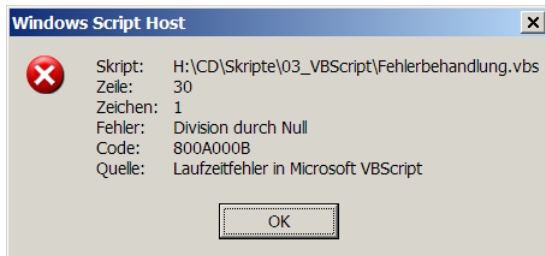 Windows Script Host
Skript: H:\CD\Skripte\03_VBScript\Fehlerbehandlung.vbs
Zeile: 30
Zeichen: 1
Fehler: Division durch Null
Code: 800A000B
Quelle: Laufzeitfehler in Microsoft VBScript
OK